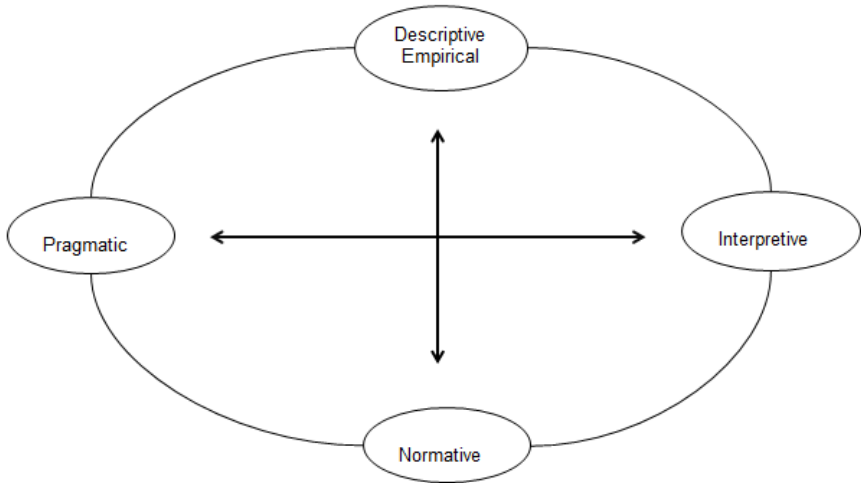 Descriptive
Empirical
Pragmatic
Interpretive
Normative